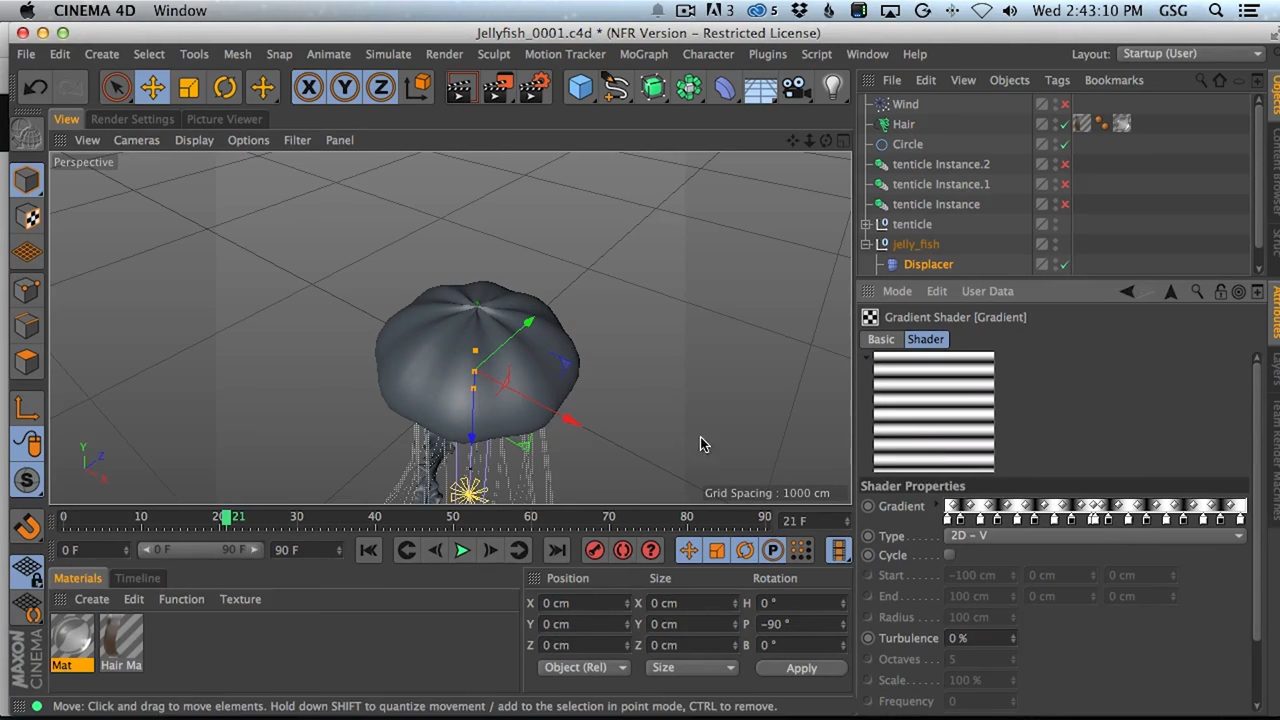 CINEMA 4D Window 3 5 Wed 2:43:10 PM GSG
Jellyfish_0001.c4d * (NFR Version - Restricted License)
File Edit Create Select Tools Mesh Snap Animate Simulate Render Sculpt Motion Tracker MoGraph Character Plugins Script Window Help Layout: Startup (User)
X Y Z File Edit View Objects Tags Bookmarks
View Render Settings Picture Viewer
View Cameras Display Options Filter Panel
Perspective
Wind
Hair
Circle
tenticle Instance.2
tenticle Instance.1
tenticle Instance
tenticle
jelly_fish
Displacer
Mode Edit User Data
Gradient Shader [Gradient]
Basic Shader
Shader Properties
Gradient
Type 2D - V
Cycle
Start -100 cm 0 cm 0 cm
End 100 cm 0 cm 0 cm
Radius 100 cm
Turbulence 0 %
Octaves 5
Scale 100 %
Frequency 0
Y Z X
Grid Spacing : 1000 cm
0 10 20 21 30 40 50 60 70 80 90 21 F
0 F 0 F 90 F 90 F P
Materials Timeline
Create Edit Function Texture
Mat Hair Ma
Position Size Rotation
X 0 cm X 0 cm H 0 °
Y 0 cm Y 0 cm P -90 °
Z 0 cm Z 0 cm B 0 °
Object (Rel) Size Apply
MAXON CINEMA 4D
Move: Click and drag to move elements. Hold down SHIFT to quantize movement / add to the selection in point mode, CTRL to remove.
Objects
Attributes
Layers